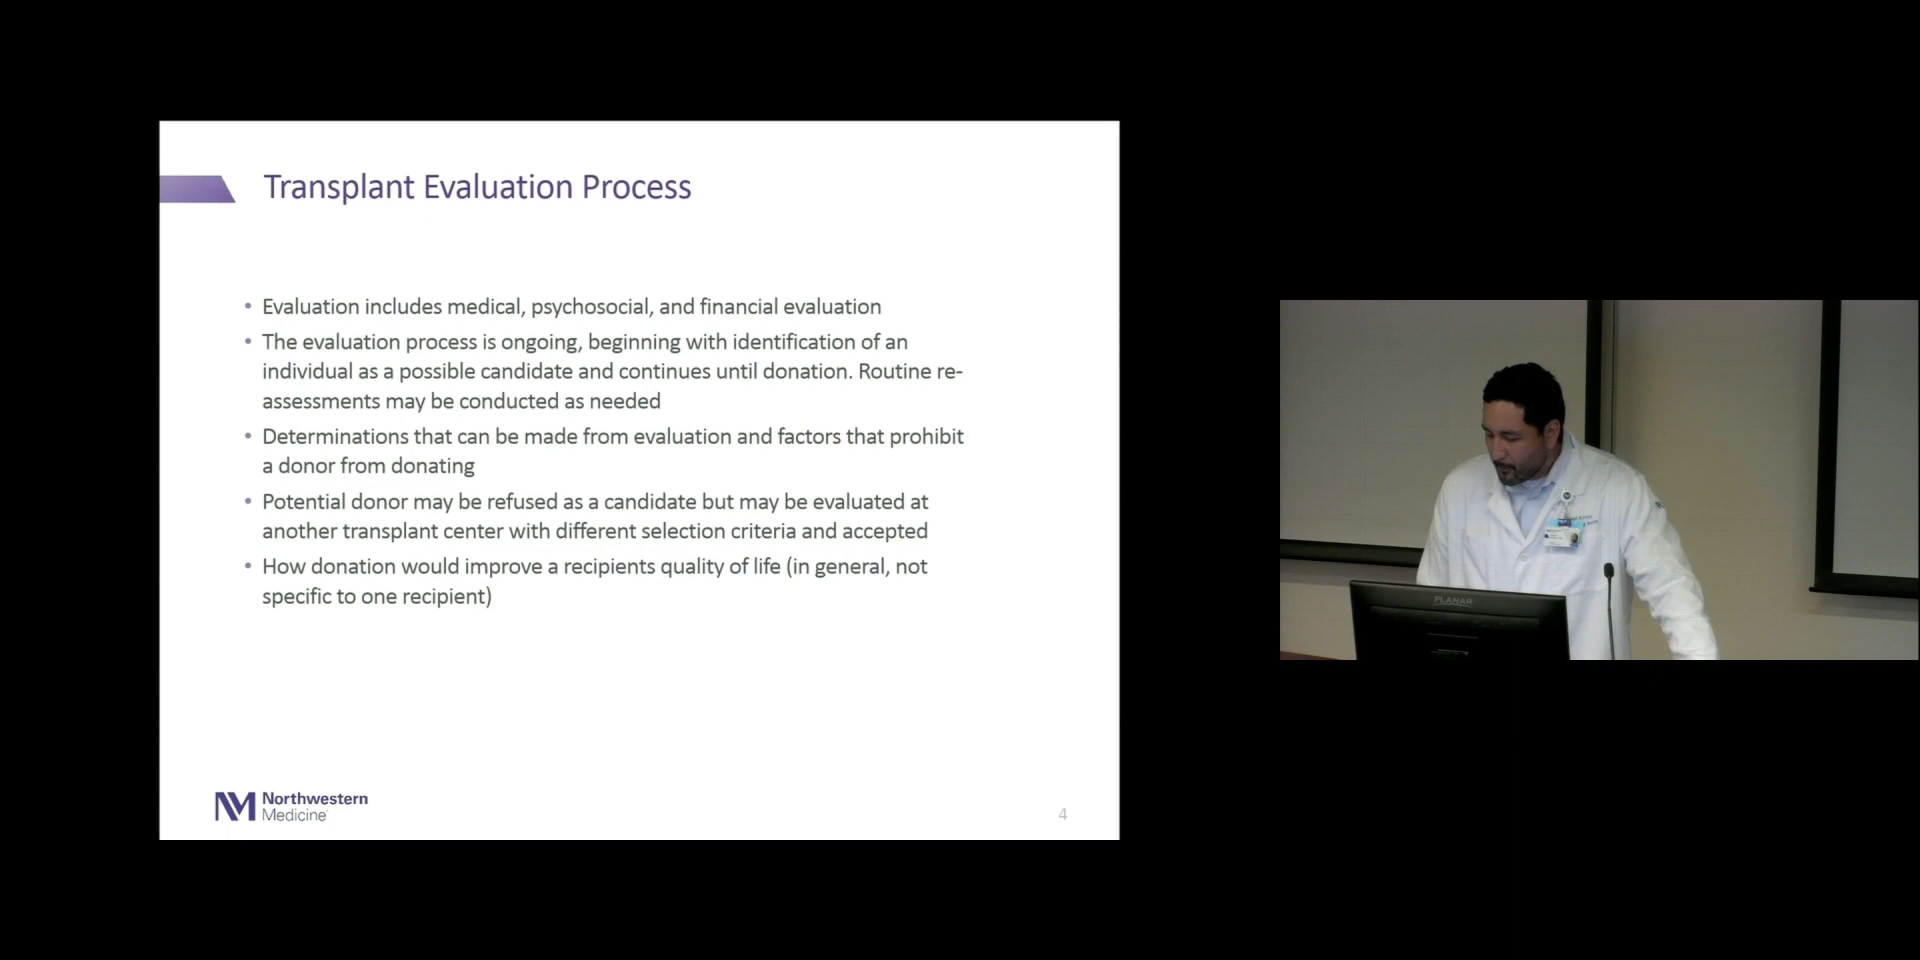 Transplant Evaluation Process
• Evaluation includes medical, psychosocial, and financial evaluation
• The evaluation process is ongoing, beginning with identification of an
individual as a possible candidate and continues until donation. Routine re-
assessments may be conducted as needed
• Determinations that can be made from evaluation and factors that prohibit
a donor from donating
• Potential donor may be refused as a candidate but may be evaluated at
another transplant center with different selection criteria and accepted
• How donation would improve a recipients quality of life (in general, not
specific to one recipient)
NM Northwestern
Medicine
4
PLANAR